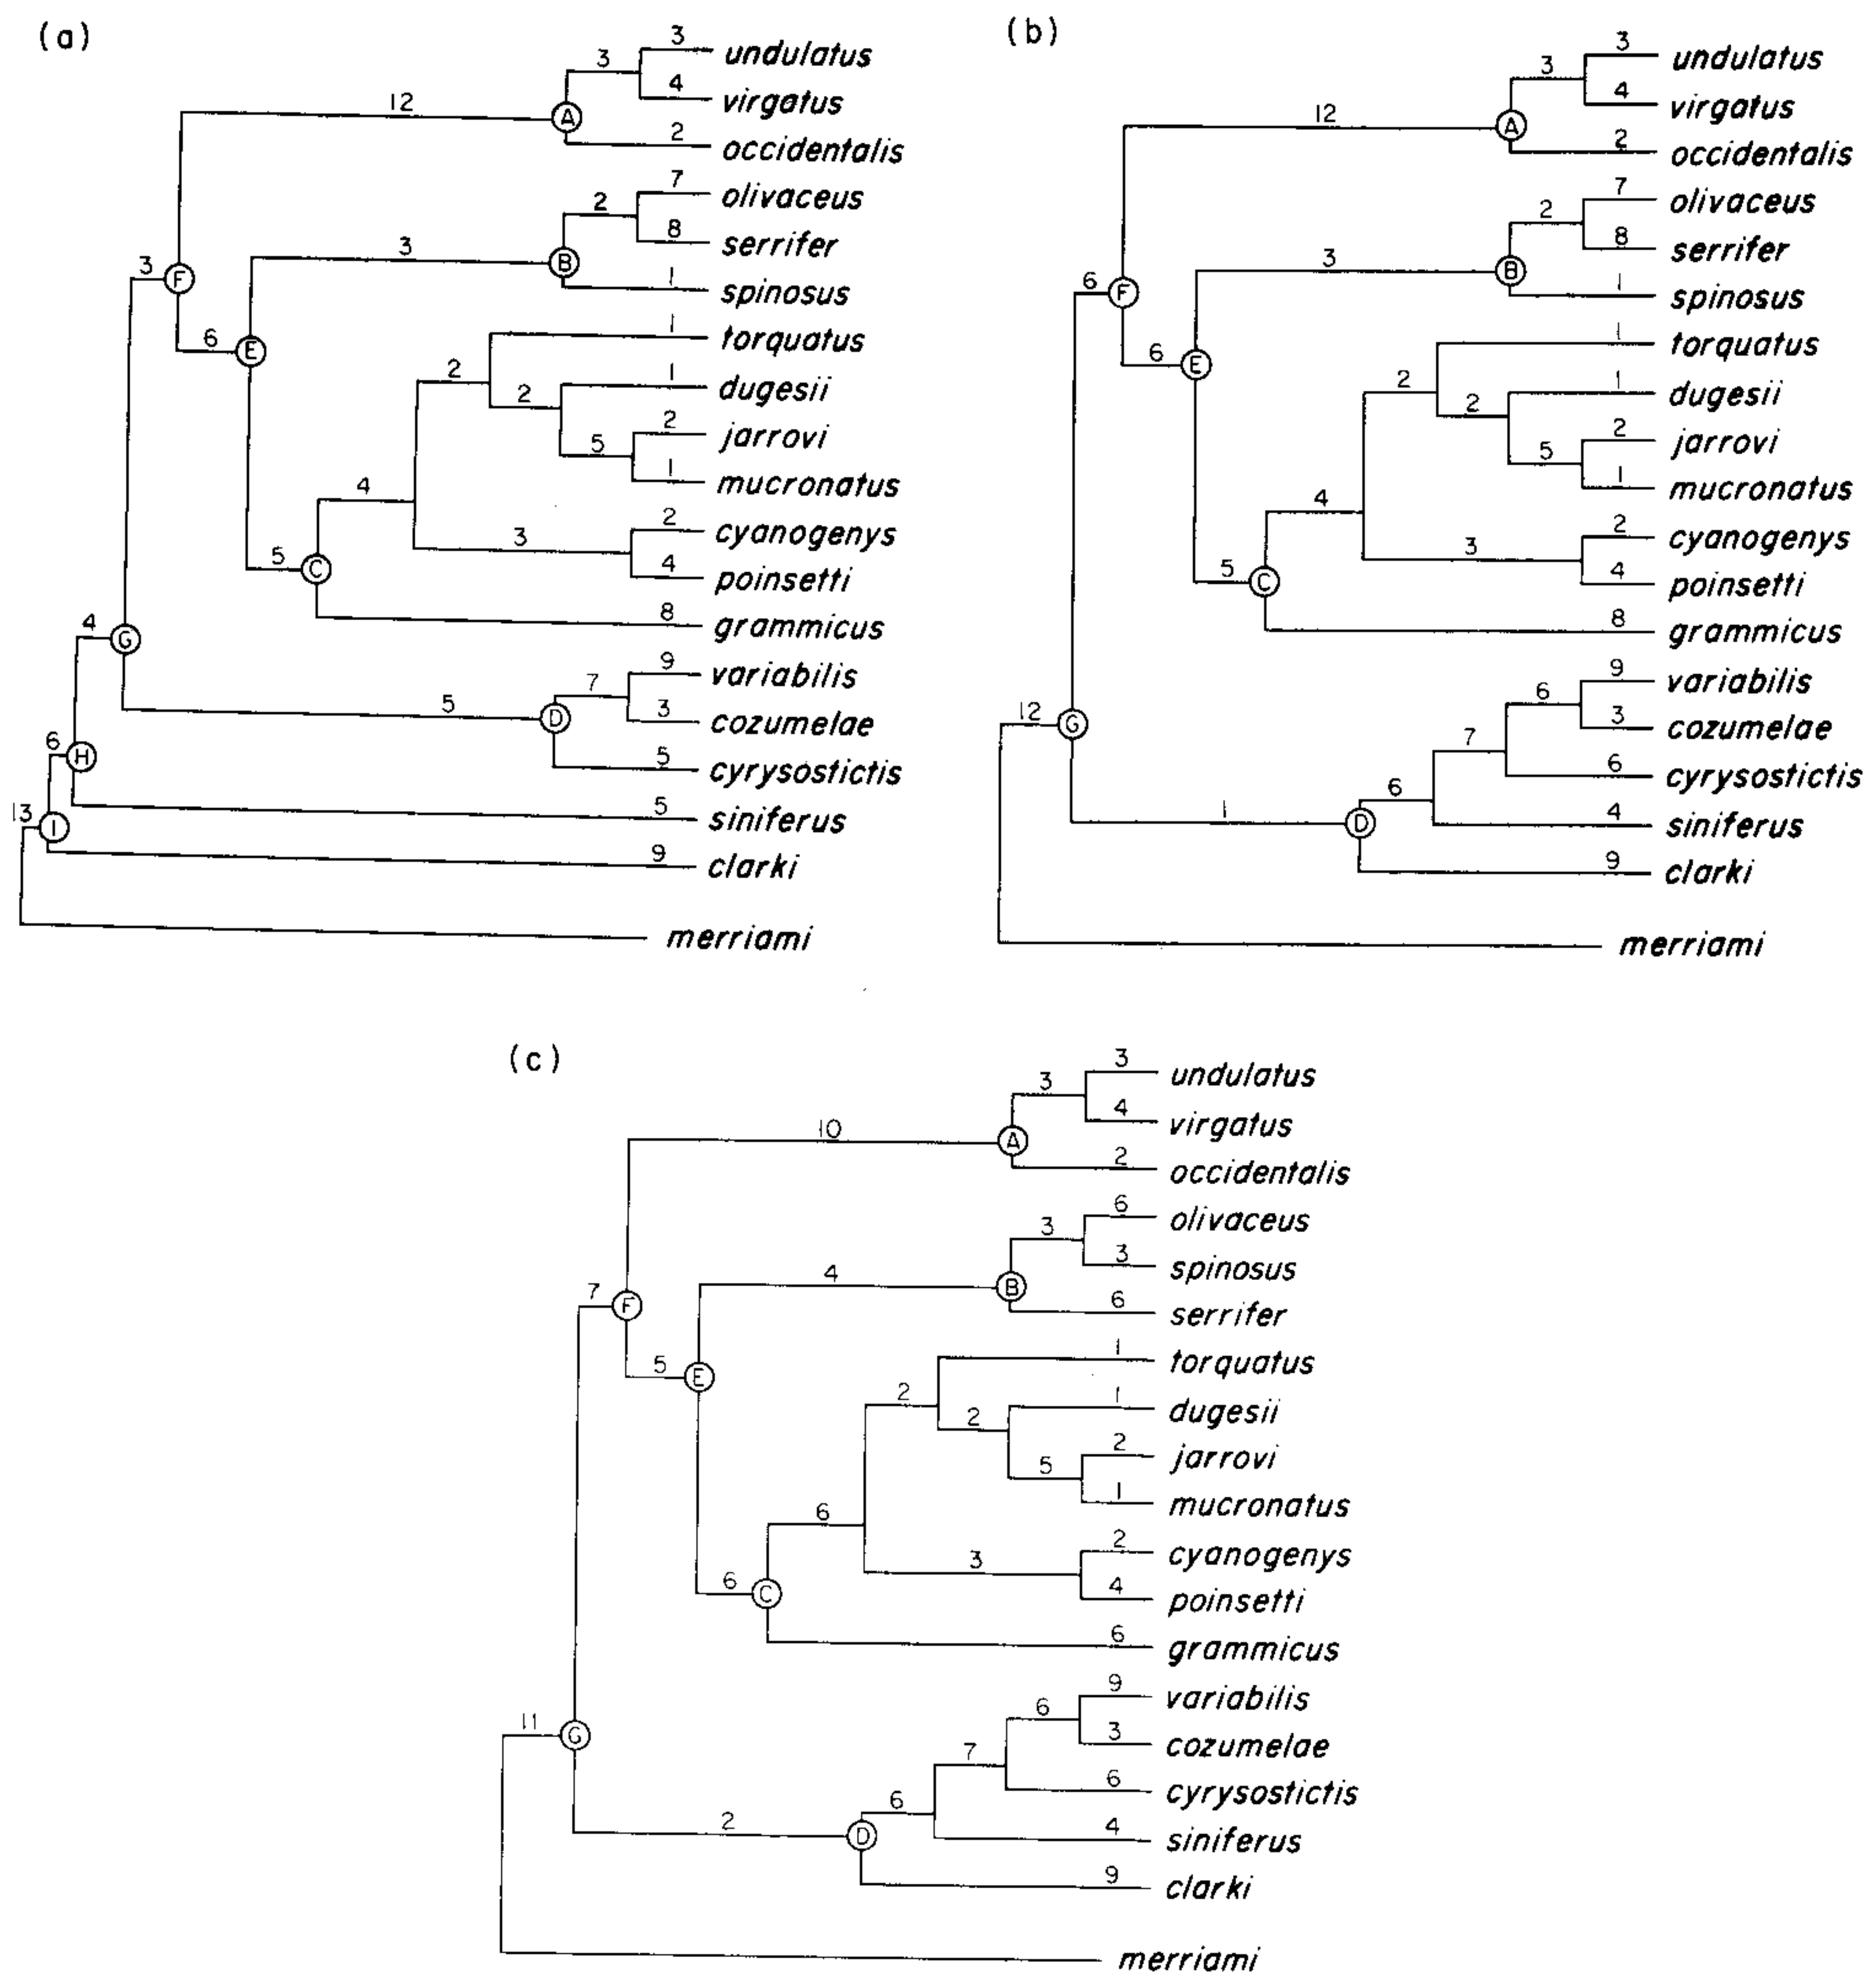 (a)
3 undulatus
3
4 virgatus
12
A
2 occidentalis
7 olivaceus
2
8 serrifer
3
B
1 spinosus
3 F
1 torquatus
6 E
2
1 dugesii
2
2 jarrovi
5
1 mucronatus
4
2 cyanogenys
3
4 poinsetti
5 C
8 grammicus
4 G
9 variabilis
7
3 cozumelae
5 D
5 cyrysostictis
6 H
5 siniferus
13 I
9 clarki
merriami
(b)
3 undulatus
3
4 virgatus
12 A
2 occidentalis
7 olivaceus
2
8 serrifer
3 B
1 spinosus
6 F
1 torquatus
6 E
2
1 dugesii
2
2 jarrovi
5
1 mucronatus
4
2 cyanogenys
3
4 poinsetti
5 C
8 grammicus
9 variabilis
6
3 cozumelae
12 G
7
6 cyrysostictis
6
4 siniferus
1 D
9 clarki
merriami
(c)
3 undulatus
3
4 virgatus
10 A
2 occidentalis
6 olivaceus
3
3 spinosus
4 B
6 serrifer
7 F
1 torquatus
5 E
2
1 dugesii
2
2 jarrovi
5
1 mucronatus
6
2 cyanogenys
3
4 poinsetti
6 C
6 grammicus
9 variabilis
6
3 cozumelae
11 G
7
6 cyrysostictis
6
4 siniferus
2 D
9 clarki
merriami